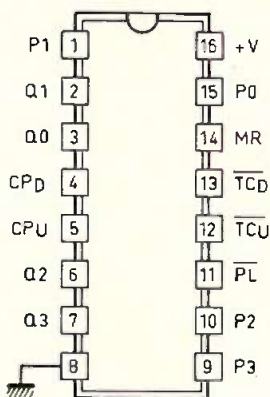 P1 1 16 +V
Q1 2 15 P0
Q0 3 14 MR
CPD 4 13 TCD
CPU 5 12 TCU
Q2 6 11 PL
Q3 7 10 P2
8 9 P3